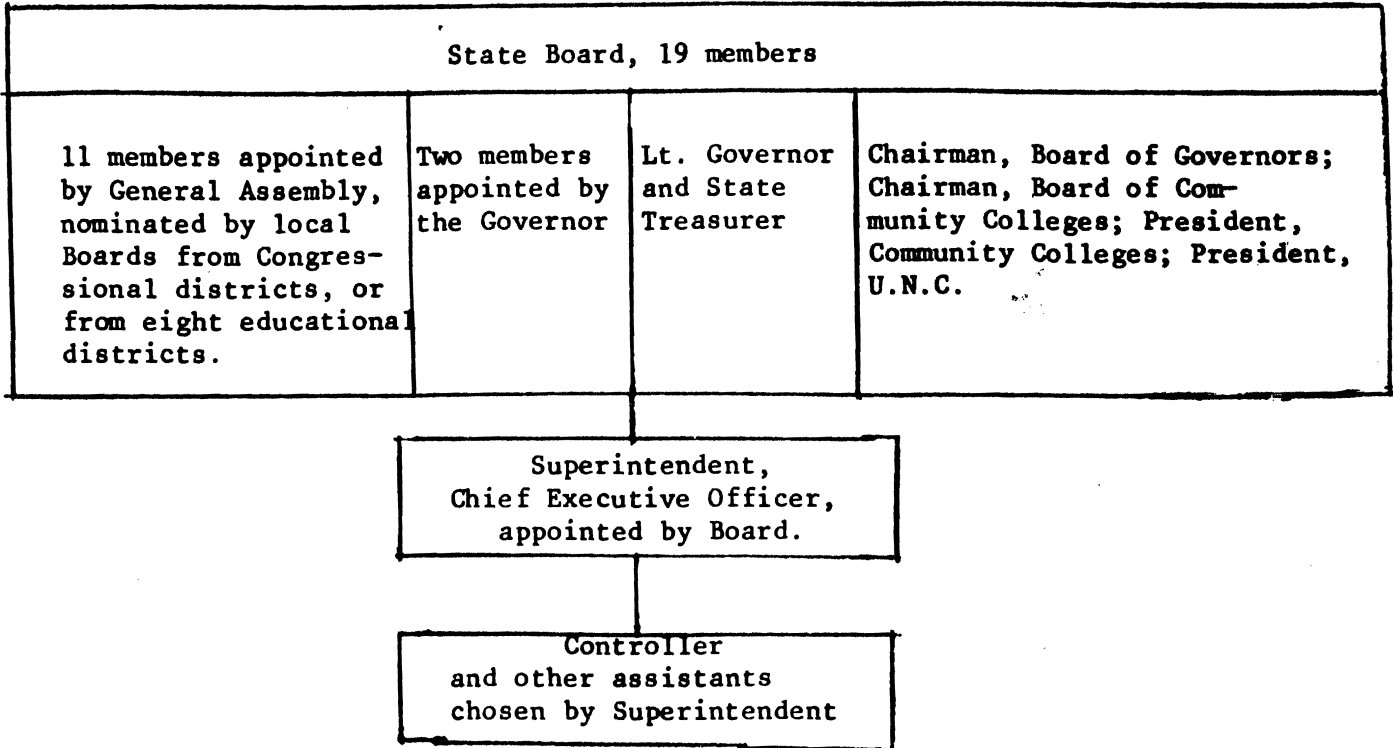 State Board, 19 members
11 members appointed
by General Assembly,
nominated by local
Boards from Congres-
sional districts, or
from eight educational
districts.
Two members
appointed by
the Governor
Lt. Governor
and State
Treasurer
Chairman, Board of Governors;
Chairman, Board of Com-
munity Colleges; President,
Community Colleges; President,
U.N.C.
Superintendent,
Chief Executive Officer,
appointed by Board.
Controller
and other assistants
chosen by Superintendent